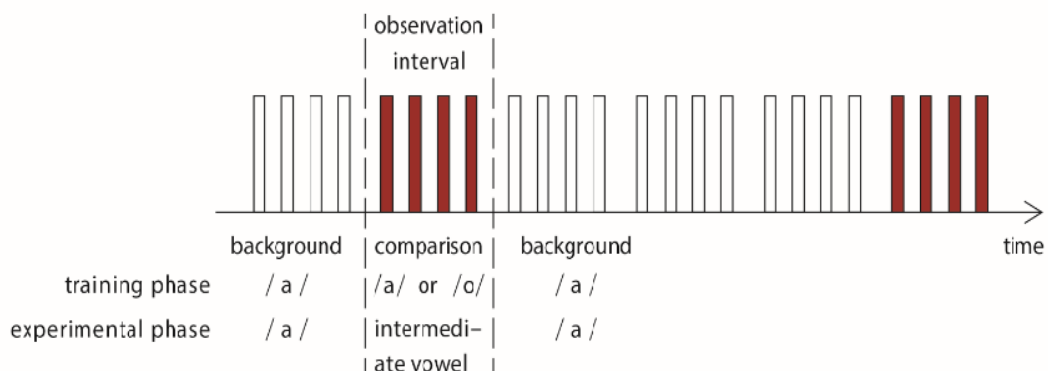 observation
interval
background comparison background time
training phase / a / /a/ or /o/ / a /
experimental phase / a / intermedi– / a /
ate vowel